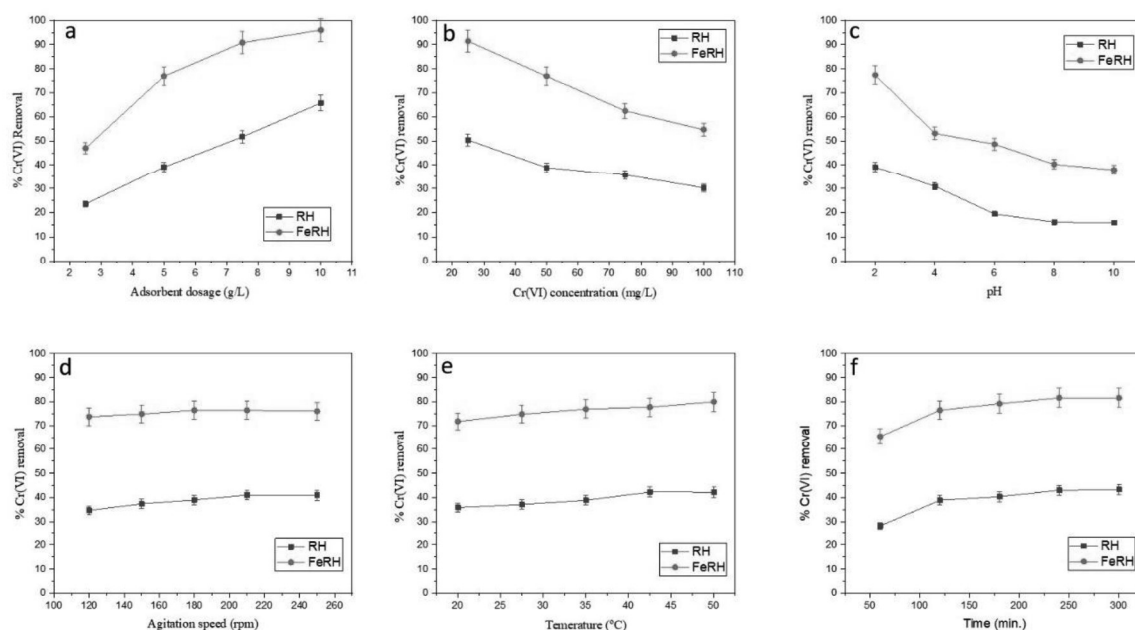 a
100
90
80
70
60
50
40
30
20
10
0
% Cr(VI) Removal
RH
FeRH
2 3 4 5 6 7 8 9 10 11
Adsorbent dosage (g/L)
b
100
90
80
70
60
50
40
30
20
10
0
% Cr(VI) removal
RH
FeRH
20 30 40 50 60 70 80 90 100 110
Cr(VI) concentration (mg/L)
c
100
90
80
70
60
50
40
30
20
10
0
% Cr(VI) removal
RH
FeRH
2 4 6 8 10
pH
d
100
90
80
70
60
50
40
30
20
10
0
% Cr(VI) removal
RH
FeRH
100 120 140 160 180 200 220 240 260
Agitation speed (rpm)
e
100
90
80
70
60
50
40
30
20
10
0
% Cr(VI) removal
RH
FeRH
20 25 30 35 40 45 50
Temerature (°C)
f
100
90
80
70
60
50
40
30
20
10
0
% Cr(VI) removal
RH
FeRH
50 100 150 200 250 300
Time (min.)